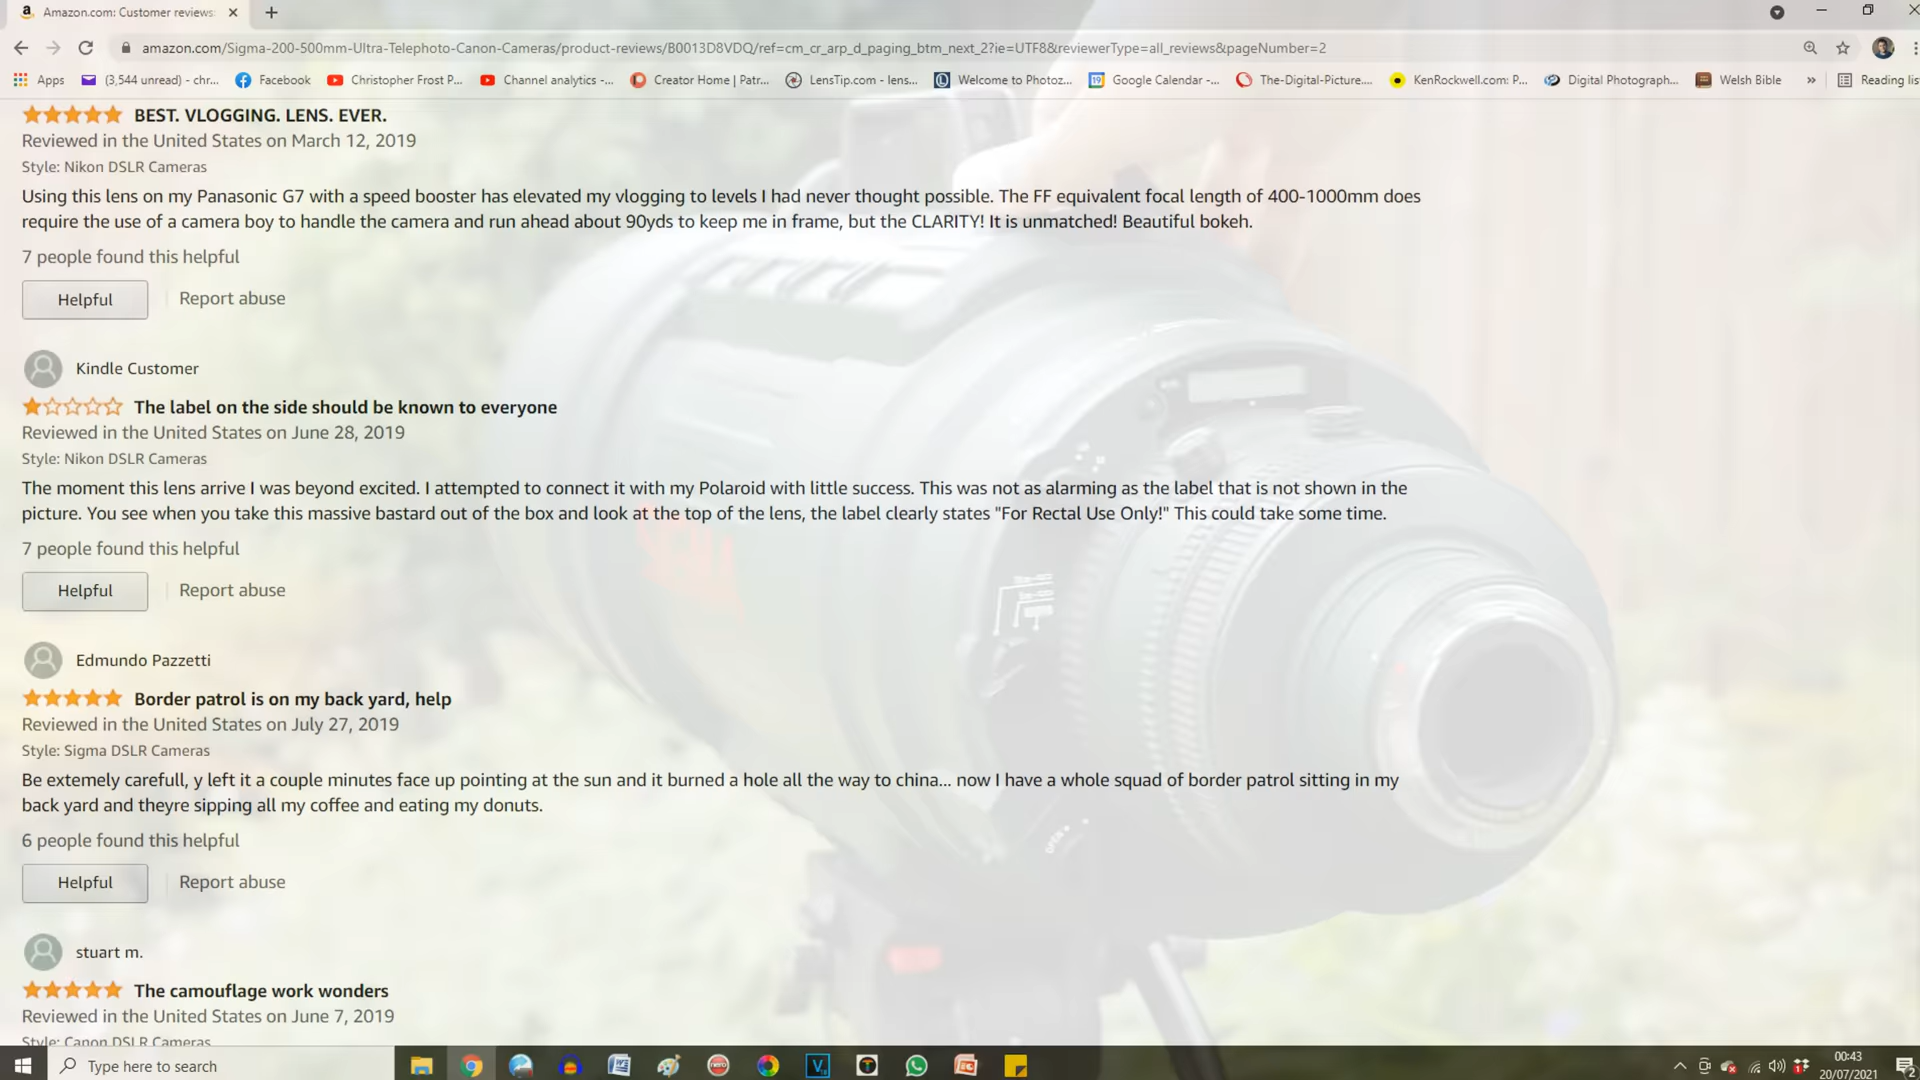 Amazon.com: Customer reviews:
amazon.com/Sigma-200-500mm-Ultra-Telephoto-Canon-Cameras/product-reviews/B0013D8VDQ/ref=cm_cr_arp_d_paging_btm_next_2?ie=UTF8&reviewerType=all_reviews&pageNumber=2
Apps (3,544 unread) - chr... Facebook Christopher Frost P... Channel analytics -... Creator Home | Patr... LensTip.com - lens... Welcome to Photoz... Google Calendar -... The-Digital-Picture.... KenRockwell.com: P... Digital Photograph... Welsh Bible » Reading list
BEST. VLOGGING. LENS. EVER.
Reviewed in the United States on March 12, 2019
Style: Nikon DSLR Cameras
Using this lens on my Panasonic G7 with a speed booster has elevated my vlogging to levels I had never thought possible. The FF equivalent focal length of 400-1000mm does
require the use of a camera boy to handle the camera and run ahead about 90yds to keep me in frame, but the CLARITY! It is unmatched! Beautiful bokeh.
7 people found this helpful
Helpful Report abuse
Kindle Customer
The label on the side should be known to everyone
Reviewed in the United States on June 28, 2019
Style: Nikon DSLR Cameras
The moment this lens arrive I was beyond excited. I attempted to connect it with my Polaroid with little success. This was not as alarming as the label that is not shown in the
picture. You see when you take this massive bastard out of the box and look at the top of the lens, the label clearly states "For Rectal Use Only!" This could take some time.
7 people found this helpful
Helpful Report abuse
Edmundo Pazzetti
Border patrol is on my back yard, help
Reviewed in the United States on July 27, 2019
Style: Sigma DSLR Cameras
Be extemely carefull, y left it a couple minutes face up pointing at the sun and it burned a hole all the way to china... now I have a whole squad of border patrol sitting in my
back yard and theyre sipping all my coffee and eating my donuts.
6 people found this helpful
Helpful Report abuse
stuart m.
The camouflage work wonders
Reviewed in the United States on June 7, 2019
Style: Canon DSLR Cameras
Type here to search
00:43
20/07/2021